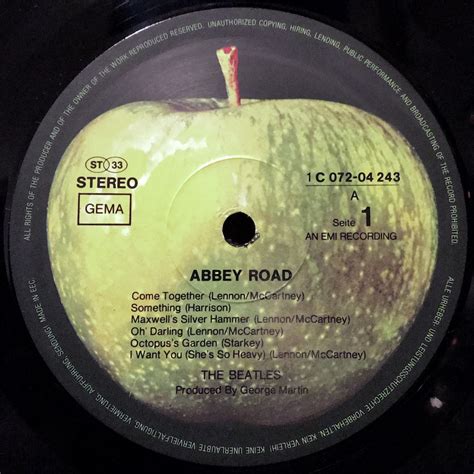 ALL RIGHTS OF THE PRODUCER AND OF THE OWNER OF THE WORK REPRODUCED RESERVED. UNAUTHORIZED COPYING, HIRING, LENDING, PUBLIC PERFORMANCE AND BROADCASTING OF THE RECORD PROHIBITED.
ST 33
STEREO
GEMA
1 C 072-04 243
A
Seite 1
AN EMI RECORDING
ABBEY ROAD
Come Together (Lennon/McCartney)
Something (Harrison)
Maxwell's Silver Hammer (Lennon/McCartney)
Oh' Darling (Lennon/McCartney)
Octopus's Garden (Starkey)
I Want You (She's So Heavy) (Lennon/McCartney)
THE BEATLES
Produced By George Martin
ALLE URHEBER- UND LEISTUNGSSCHUTZRECHTE VORBEHALTEN. KEIN VERLEIH! KEINE UNERLAUBTE VERVIELFÄLTIGUNG, VERMIETUNG, AUFFÜHRUNG, SENDUNG! MADE IN EEC.